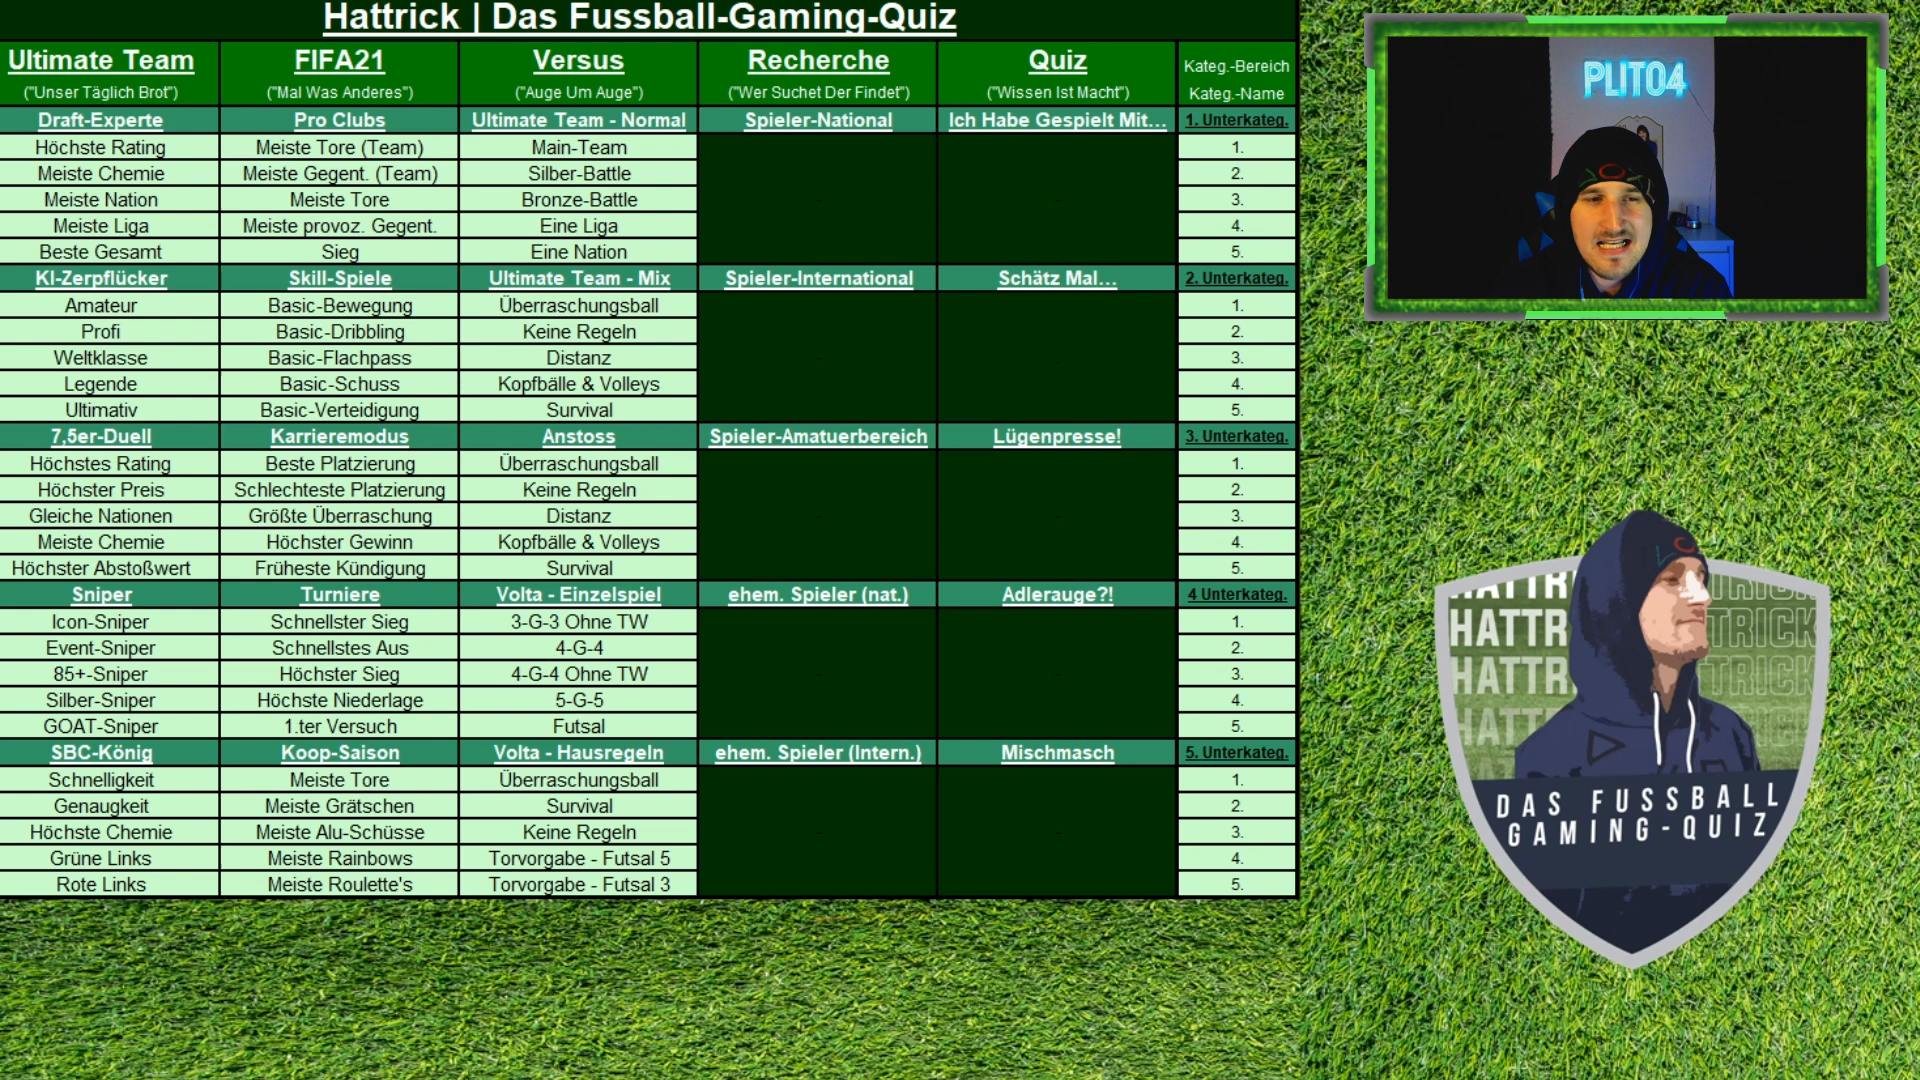 Hattrick | Das Fussball-Gaming-Quiz
Ultimate Team FIFA21 Versus Recherche Quiz Kateg.-Bereich
("Unser Täglich Brot") ("Mal Was Anderes") ("Auge Um Auge") ("Wer Suchet Der Findet") ("Wissen Ist Macht") Kateg.-Name
Draft-Experte Pro Clubs Ultimate Team - Normal Spieler-National Ich Habe Gespielt Mit... 1. Unterkateg.
Höchste Rating Meiste Tore (Team) Main-Team 1.
Meiste Chemie Meiste Gegent. (Team) Silber-Battle 2.
Meiste Nation Meiste Tore Bronze-Battle - - 3.
Meiste Liga Meiste provoz. Gegent. Eine Liga 4.
Beste Gesamt Sieg Eine Nation 5.
KI-Zerpflücker Skill-Spiele Ultimate Team - Mix Spieler-International Schätz Mal... 2. Unterkateg.
Amateur Basic-Bewegung Überraschungsball 1.
Profi Basic-Dribbling Keine Regeln 2.
Weltklasse Basic-Flachpass Distanz - - 3.
Legende Basic-Schuss Kopfbälle & Volleys 4.
Ultimativ Basic-Verteidigung Survival 5.
7,5er-Duell Karrieremodus Anstoss Spieler-Amatuerbereich Lügenpresse! 3. Unterkateg.
Höchstes Rating Beste Platzierung Überraschungsball 1.
Höchster Preis Schlechteste Platzierung Keine Regeln 2.
Gleiche Nationen Größte Überraschung Distanz - - 3.
Meiste Chemie Höchster Gewinn Kopfbälle & Volleys 4.
Höchster Abstoßwert Früheste Kündigung Survival 5.
Sniper Turniere Volta - Einzelspiel ehem. Spieler (nat.) Adlerauge?! 4 Unterkateg.
Icon-Sniper Schnellster Sieg 3-G-3 Ohne TW 1.
Event-Sniper Schnellstes Aus 4-G-4 2.
85+-Sniper Höchster Sieg 4-G-4 Ohne TW - - 3.
Silber-Sniper Höchste Niederlage 5-G-5 4.
GOAT-Sniper 1.ter Versuch Futsal 5.
SBC-König Koop-Saison Volta - Hausregeln ehem. Spieler (Intern.) Mischmasch 5. Unterkateg.
Schnelligkeit Meiste Tore Überraschungsball 1.
Genaugkeit Meiste Grätschen Survival 2.
Höchste Chemie Meiste Alu-Schüsse Keine Regeln - - 3.
Grüne Links Meiste Rainbows Torvorgabe - Futsal 5 4.
Rote Links Meiste Roulette's Torvorgabe - Futsal 3 5.
PLIT04
HATTR TRICK
HATTR TRICK
HATTR TRICK
HATT
DAS FUSSBALL
GAMING-QUIZ